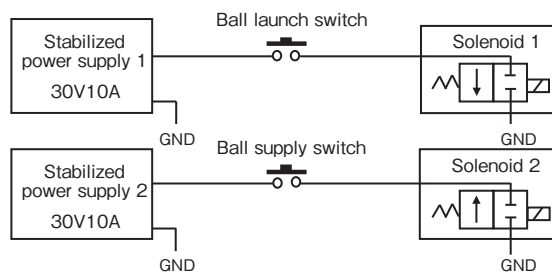 Ball launch switch
Stabilized
power supply 1
30V10A
GND
Solenoid 1
GND
Ball supply switch
Stabilized
power supply 2
30V10A
GND
Solenoid 2
GND